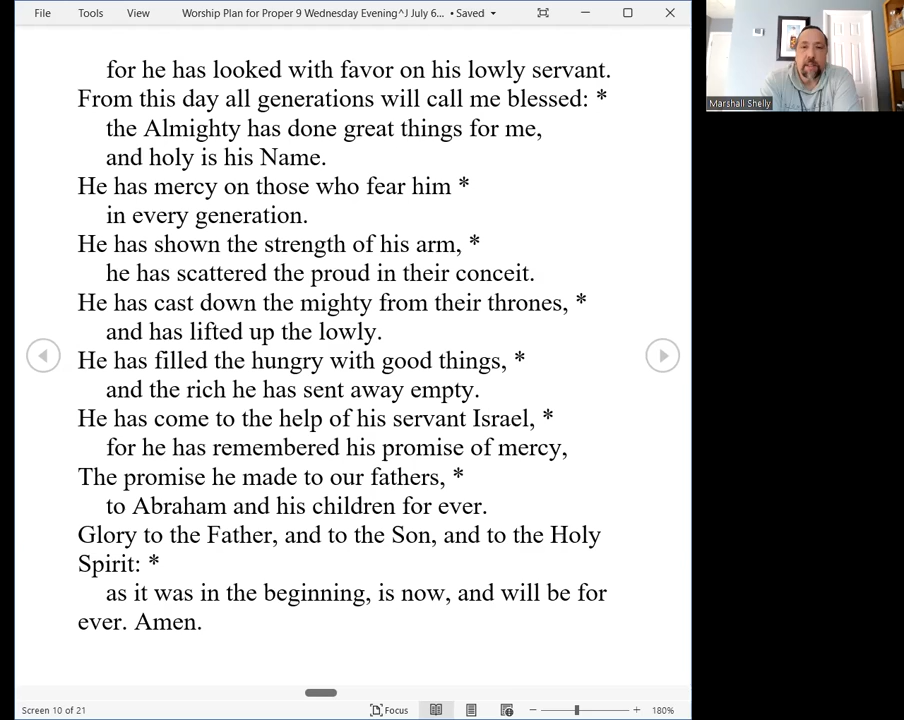 File Tools View Worship Plan for Proper 9 Wednesday Evening^J July 6... • Saved
for he has looked with favor on his lowly servant.
From this day all generations will call me blessed: *
the Almighty has done great things for me,
and holy is his Name.
He has mercy on those who fear him *
in every generation.
He has shown the strength of his arm, *
he has scattered the proud in their conceit.
He has cast down the mighty from their thrones, *
and has lifted up the lowly.
He has filled the hungry with good things, *
and the rich he has sent away empty.
He has come to the help of his servant Israel, *
for he has remembered his promise of mercy,
The promise he made to our fathers, *
to Abraham and his children for ever.
Glory to the Father, and to the Son, and to the Holy
Spirit: *
as it was in the beginning, is now, and will be for
ever. Amen.
Screen 10 of 21 Focus 180%
Marshall Shelly